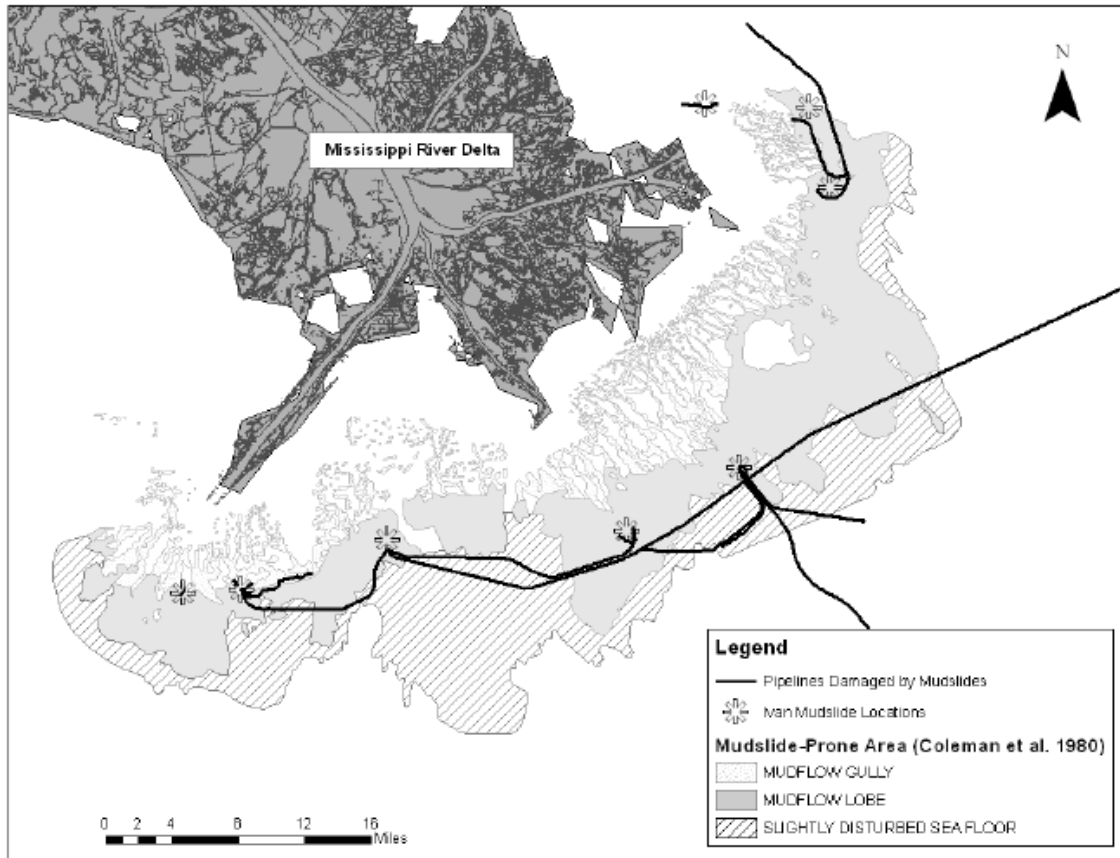 N
Mississippi River Delta
Legend
Pipelines Damaged by Mudslides
Ivan Mudslide Locations
Mudslide-Prone Area (Coleman et al. 1980)
MUDFLOW GULLY
MUDFLOW LOBE
SLIGHTLY DISTURBED SEA FLOOR
0 2 4 8 12 16
Miles